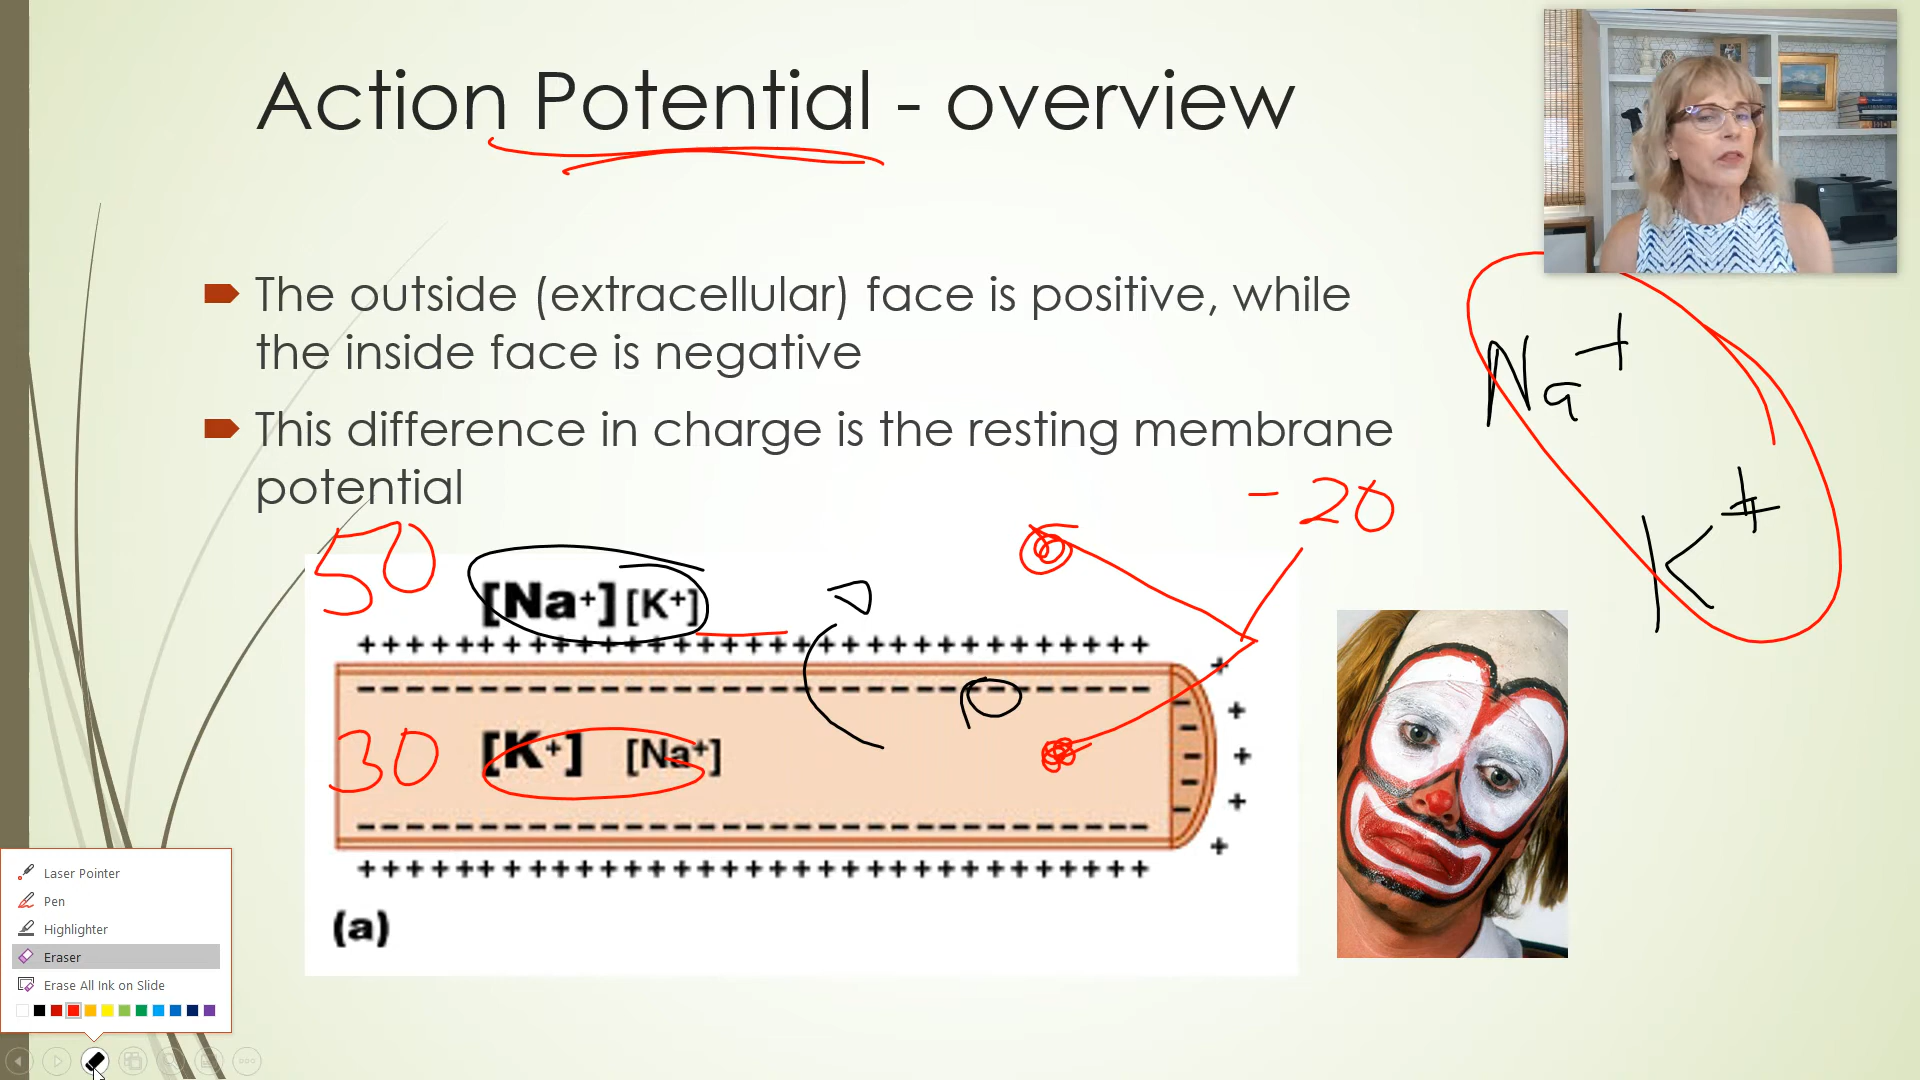 Action Potential - overview
The outside (extracellular) face is positive, while
the inside face is negative
This difference in charge is the resting membrane
potential
Na+
K+
-20
50
[Na+] [K+]
++++++++++++++++++++++++++++++++
30
[K+] [Na+]
++++++++++++++++++++++++++++++++
(a)
Laser Pointer
Pen
Highlighter
Eraser
Erase All Ink on Slide